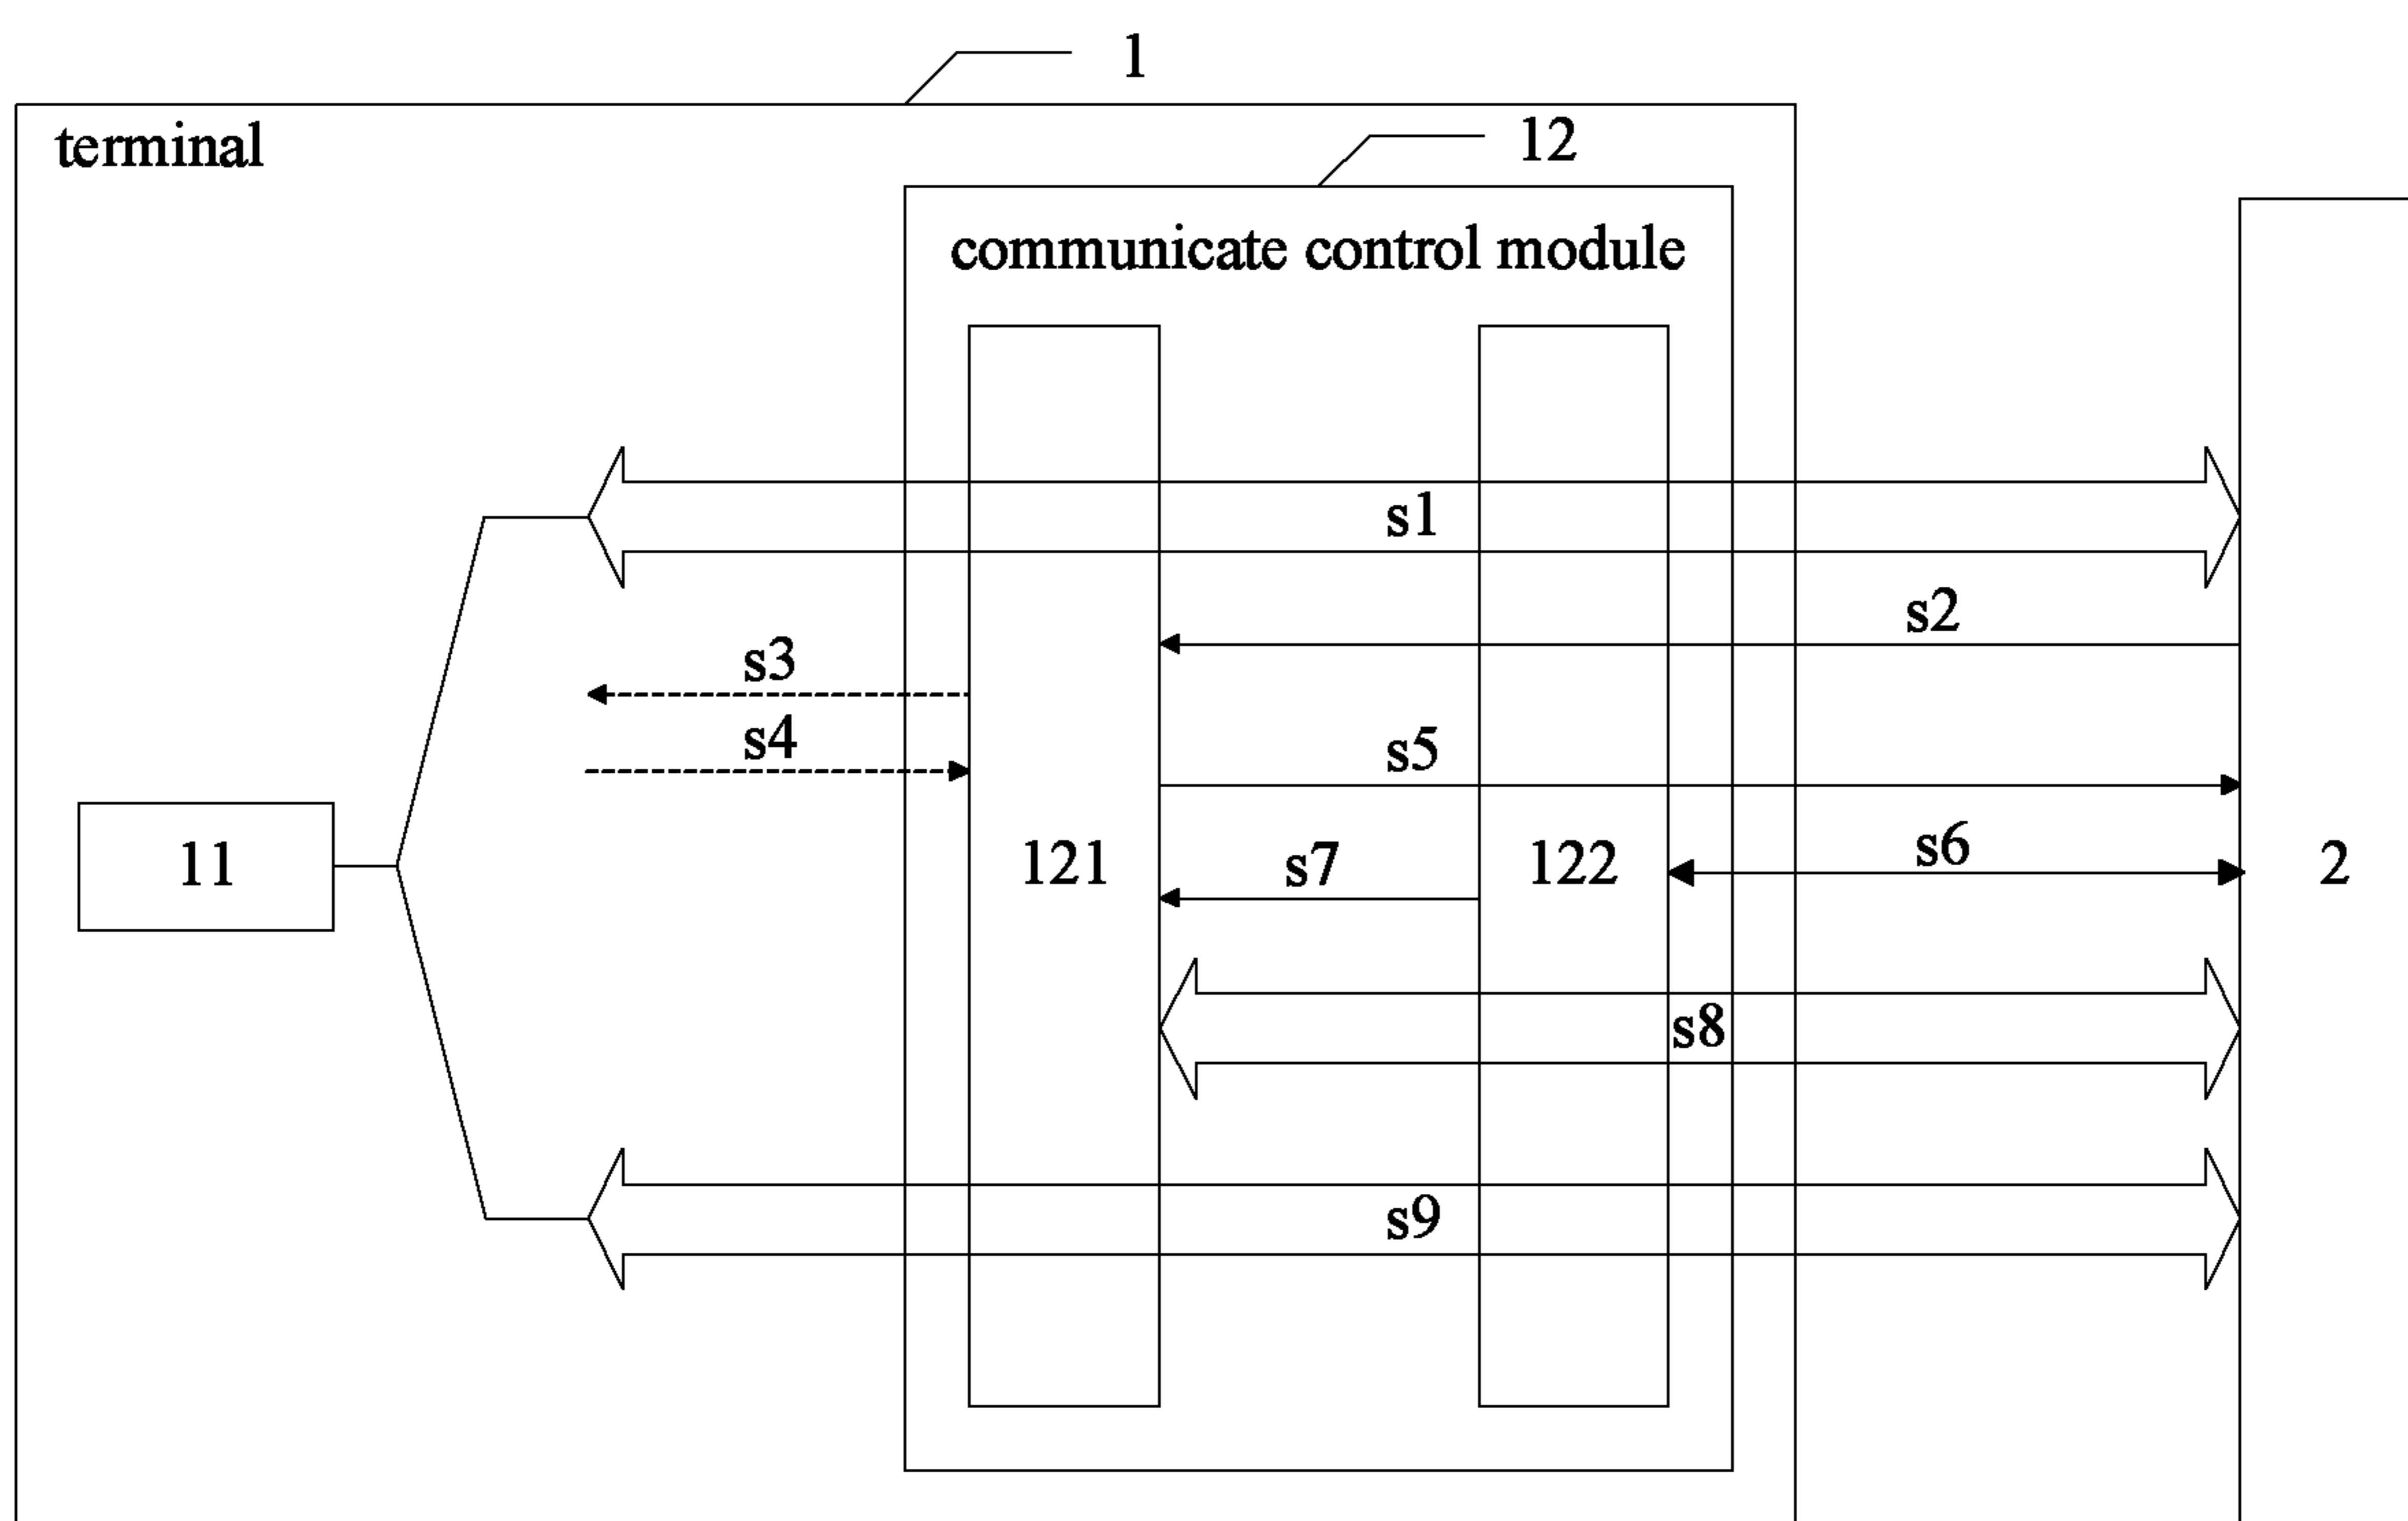 1
terminal
12
communicate control module
s1
s2
s3
s4
s5
11
121
s7
122
s6
2
s8
s9